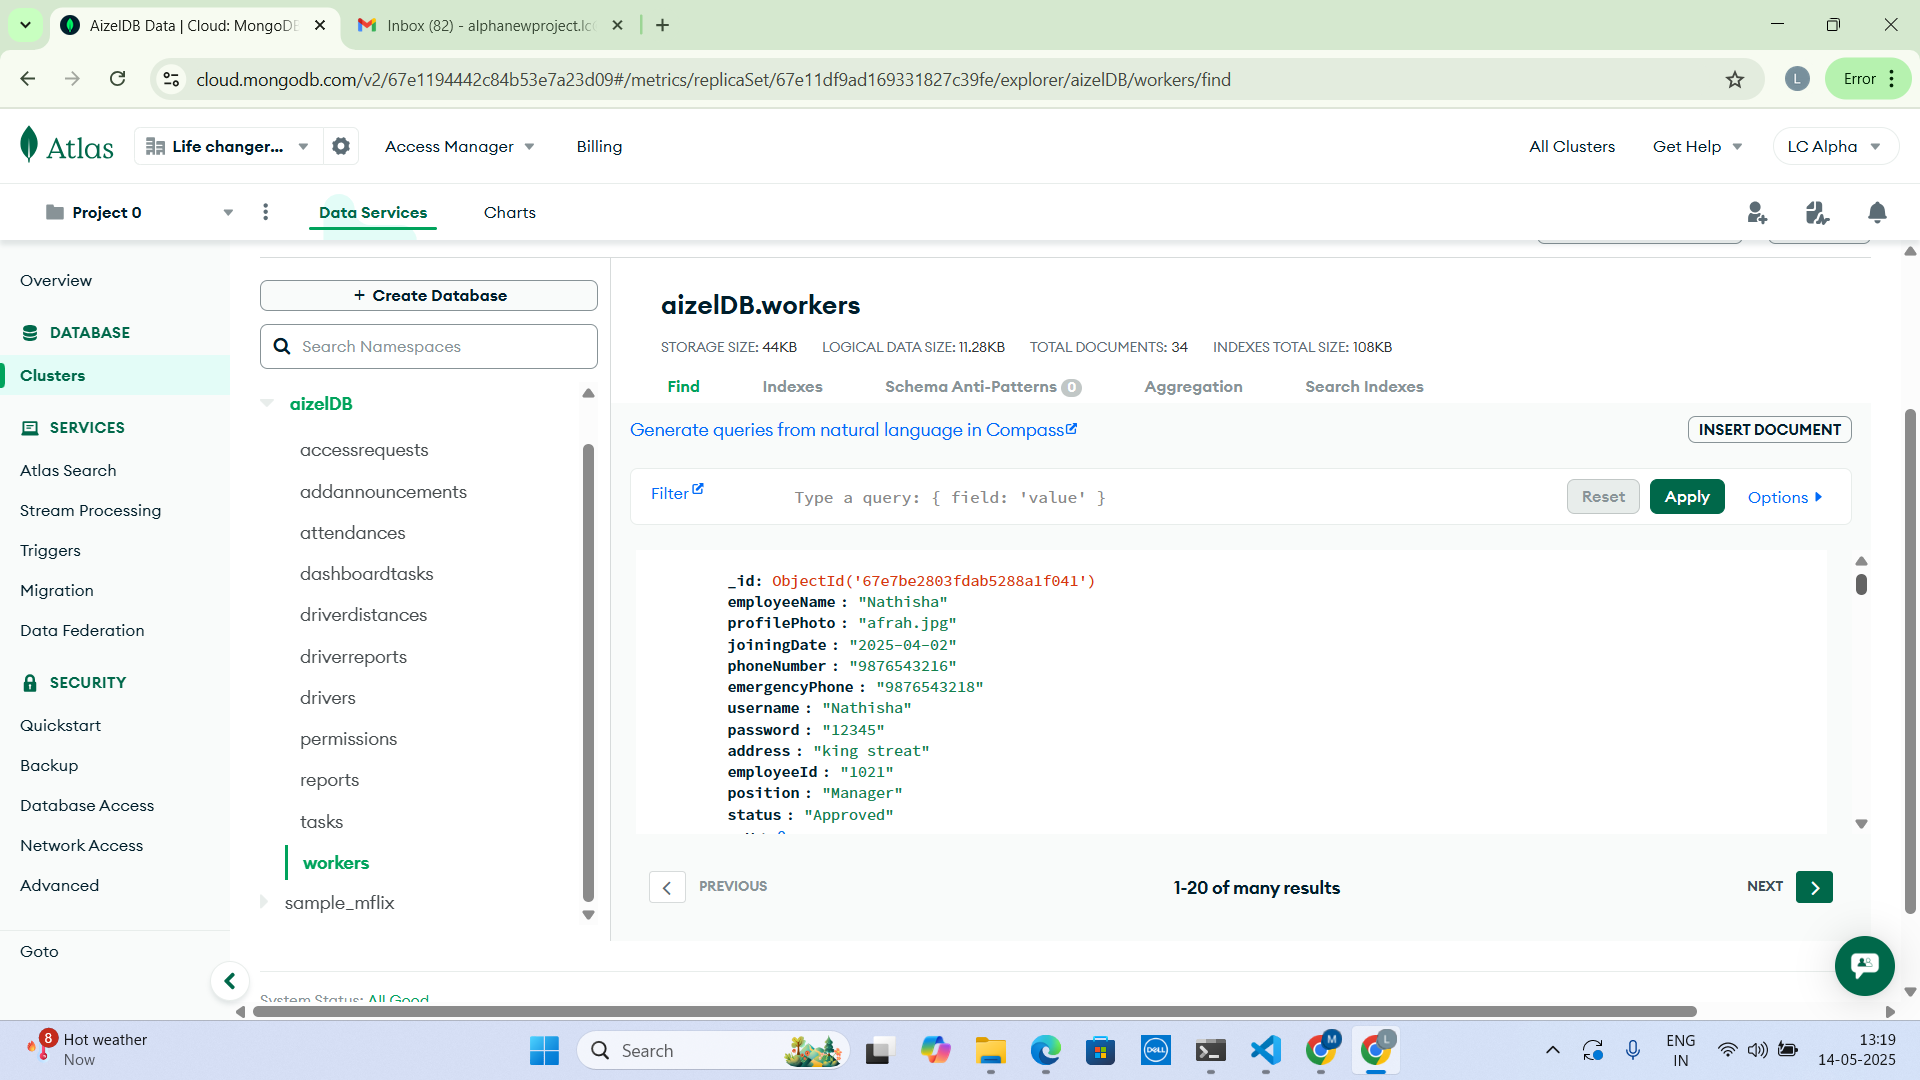 AizelDB Data | Cloud: MongoDB
Inbox (82) - alphanewproject.lc
cloud.mongodb.com/v2/67e1194442c84b53e7a23d09#/metrics/replicaSet/67e11df9ad169331827c39fe/explorer/aizelDB/workers/find
L
Error
Atlas
Life changer...
Access Manager
Billing
All Clusters
Get Help
LC Alpha
Project 0
Data Services
Charts
Overview
DATABASE
Clusters
SERVICES
Atlas Search
Stream Processing
Triggers
Migration
Data Federation
SECURITY
Quickstart
Backup
Database Access
Network Access
Advanced
Goto
+ Create Database
Search Namespaces
aizelDB
accessrequests
addannouncements
attendances
dashboardtasks
driverdistances
driverreports
drivers
permissions
reports
tasks
workers
sample_mflix
aizelDB.workers
STORAGE SIZE: 44KB LOGICAL DATA SIZE: 11.28KB TOTAL DOCUMENTS: 34 INDEXES TOTAL SIZE: 108KB
Find Indexes Schema Anti-Patterns 0 Aggregation Search Indexes
Generate queries from natural language in Compass
INSERT DOCUMENT
Filter
Type a query: { field: 'value' }
Reset
Apply
Options
_id: ObjectId('67e7be2803fdab5288a1f041')
employeeName : "Nathisha"
profilePhoto : "afrah.jpg"
joiningDate : "2025-04-02"
phoneNumber : "9876543216"
emergencyPhone : "9876543218"
username : "Nathisha"
password : "12345"
address : "king streat"
employeeId : "1021"
position : "Manager"
status : "Approved"
PREVIOUS
1-20 of many results
NEXT
System Status: All Good
8
Hot weather
Now
Search
DELL
M
L
ENG
IN
13:19
14-05-2025